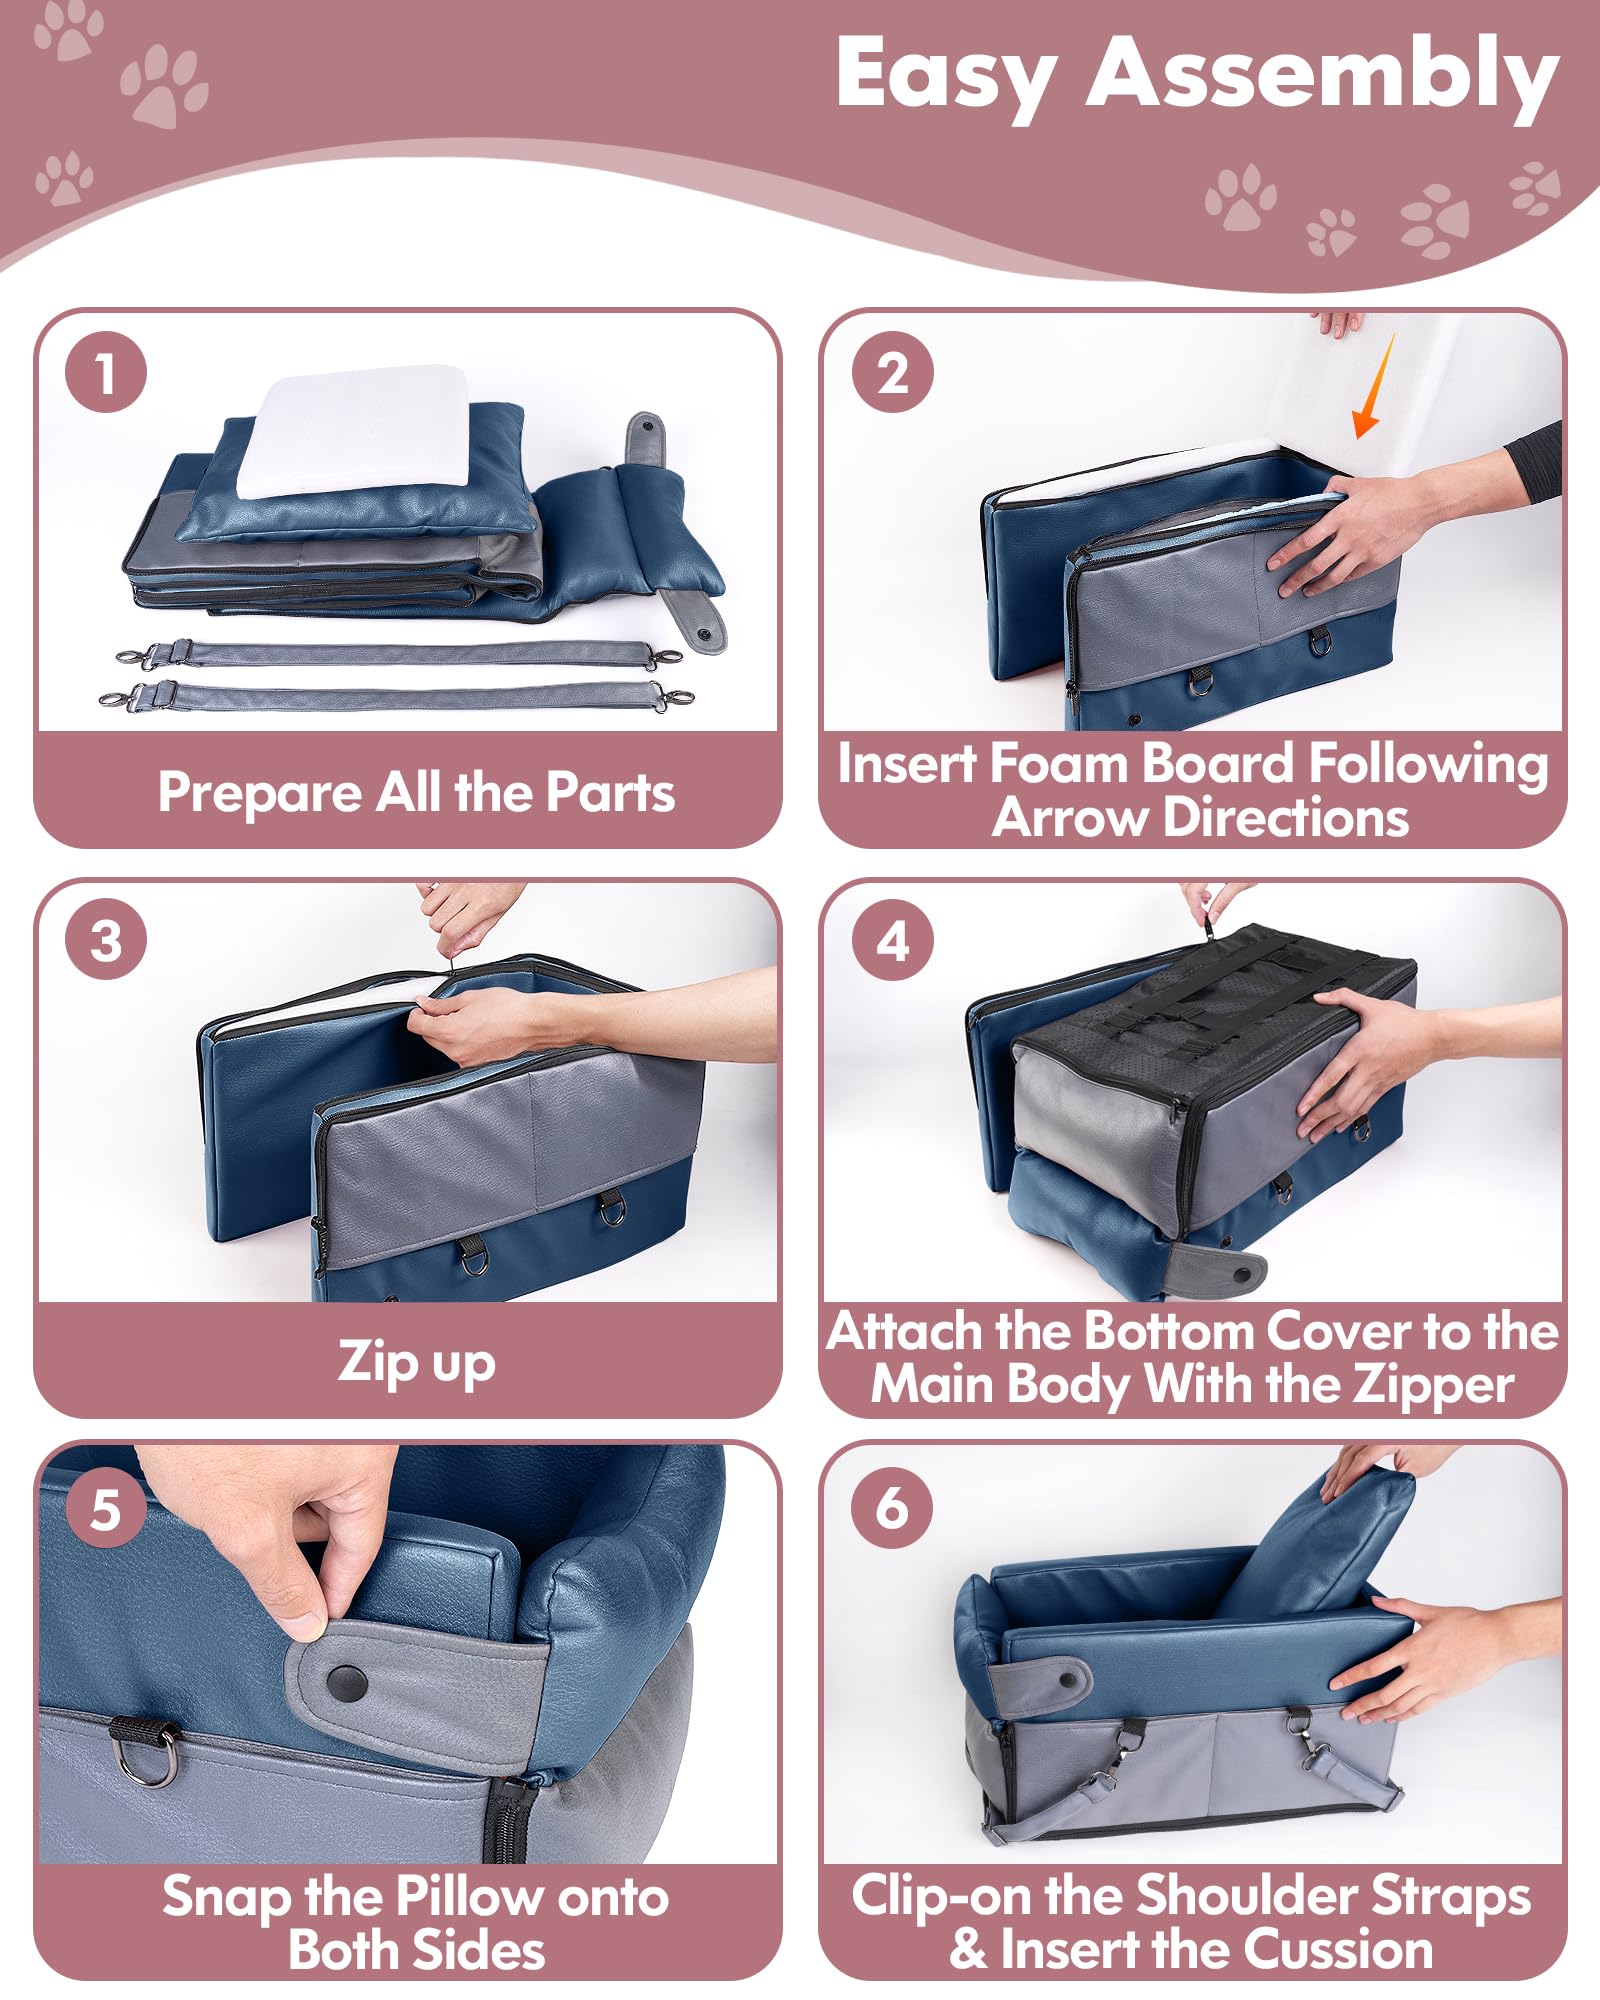 Easy Assembly
1
Prepare All the Parts
2
Insert Foam Board Following
Arrow Directions
3
Zip up
4
Attach the Bottom Cover to the
Main Body With the Zipper
5
Snap the Pillow onto
Both Sides
6
Clip-on the Shoulder Straps
& Insert the Cussion